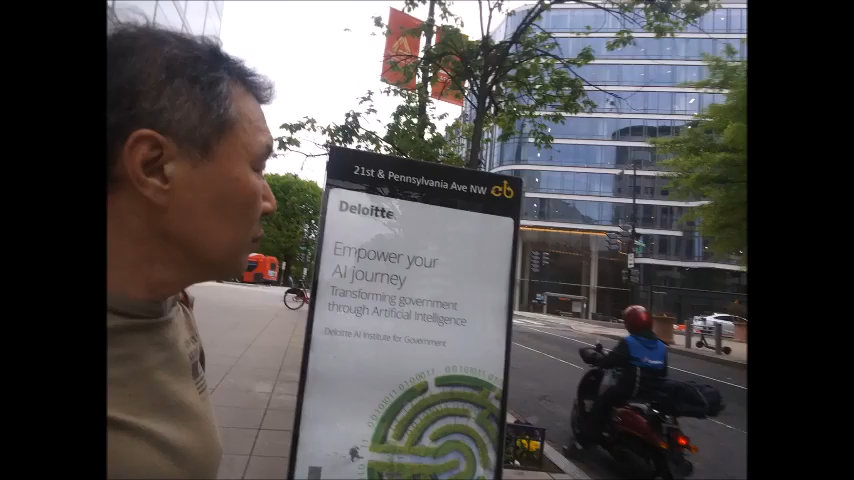 21st & Pennsylvania Ave NW cb
Deloitte
Empower your
AI journey
Transforming government
through Artificial Intelligence
Deloitte AI Institute for Government